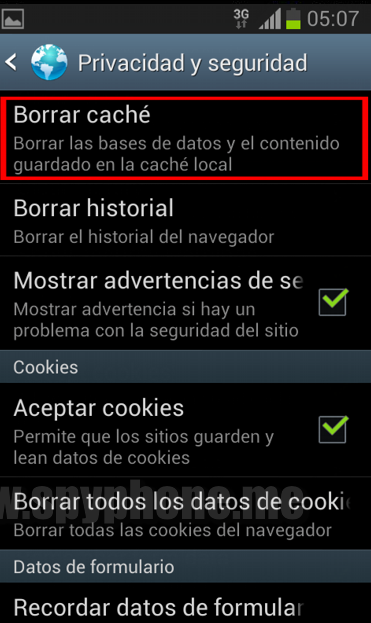 3G 05:07
Privacidad y seguridad
Borrar caché
Borrar las bases de datos y el contenido
guardado en la caché local
Borrar historial
Borrar el historial del navegador
Mostrar advertencias de se
Mostrar advertencia si hay un
problema con la seguridad del sitio
Cookies
Aceptar cookies
Permite que los sitios guarden y
lean datos de cookies
Borrar todos los datos de cooki
w.spyphone.me
Borrar todas las cookies del navegador
Datos de formulario
Recordar datos de formular